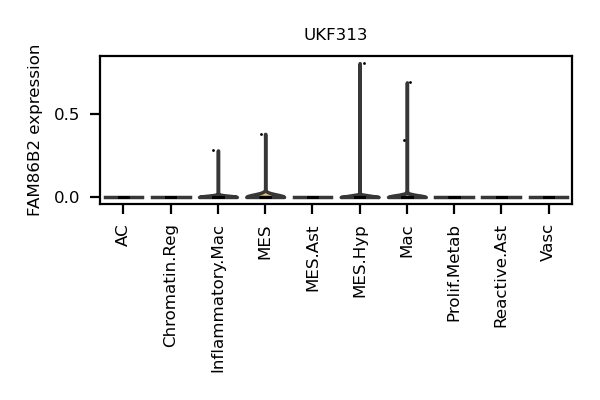 UKF313
FAM86B2 expression
0.5
0.0
AC
Chromatin.Reg
Inflammatory.Mac
MES
MES.Ast
MES.Hyp
Mac
Prolif.Metab
Reactive.Ast
Vasc